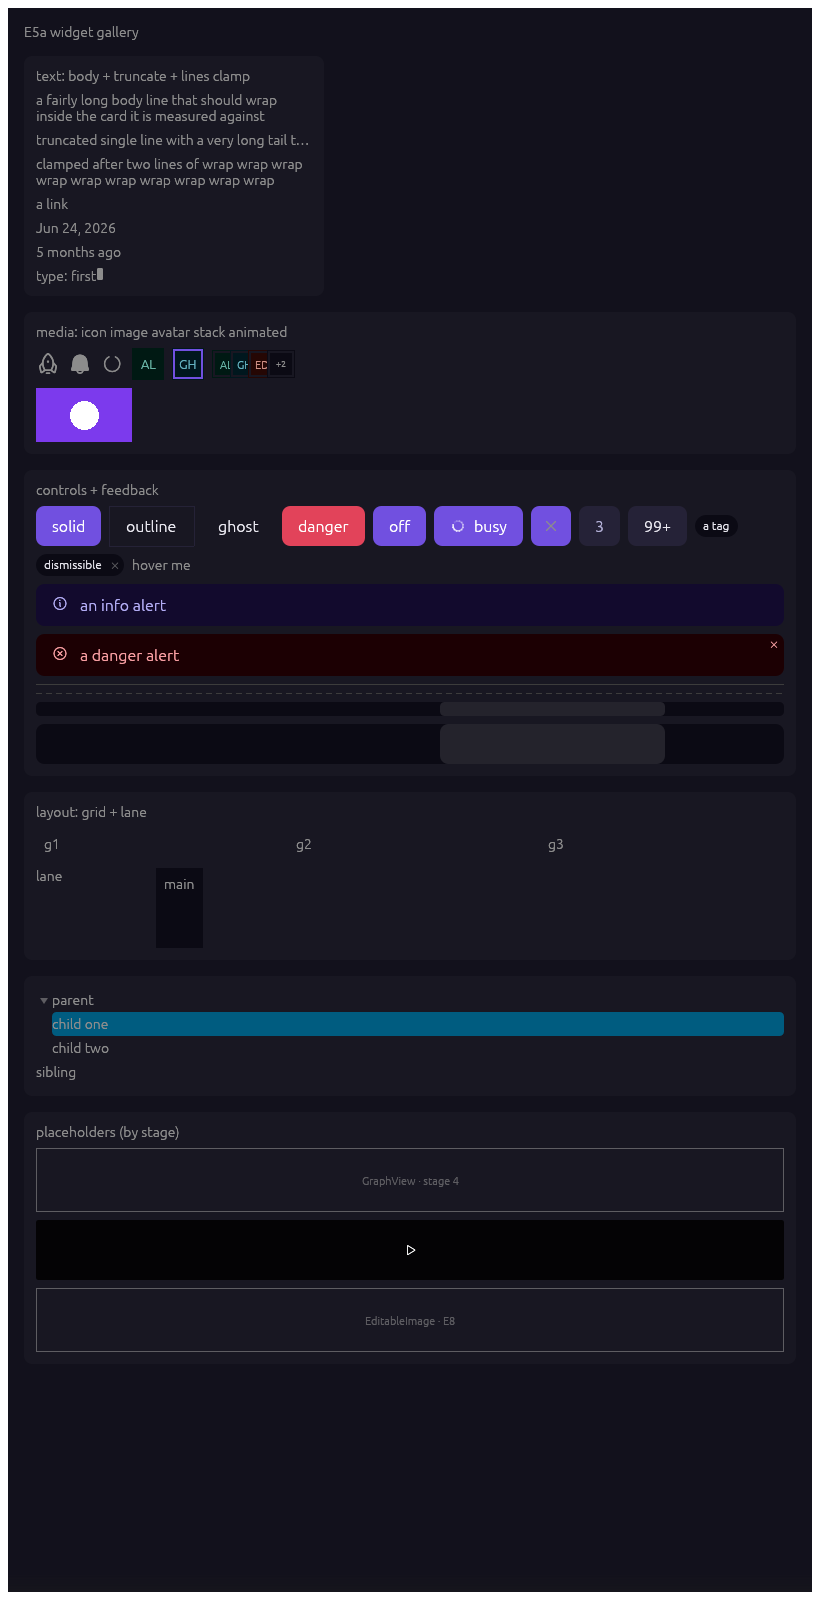 E5a widget gallery
text: body + truncate + lines clamp
a fairly long body line that should wrap
inside the card it is measured against
truncated single line with a very long tail t…
clamped after two lines of wrap wrap wrap
wrap wrap wrap wrap wrap wrap wrap
a link
Jun 24, 2026
5 months ago
type: first
media: icon image avatar stack animated
AL GH AL GH ED +2
controls + feedback
solid outline ghost danger off busy 3 99+ a tag
dismissible hover me
an info alert
a danger alert
layout: grid + lane
g1 g2 g3
lane main
parent
child one
child two
sibling
placeholders (by stage)
GraphView · stage 4
EditableImage · E8